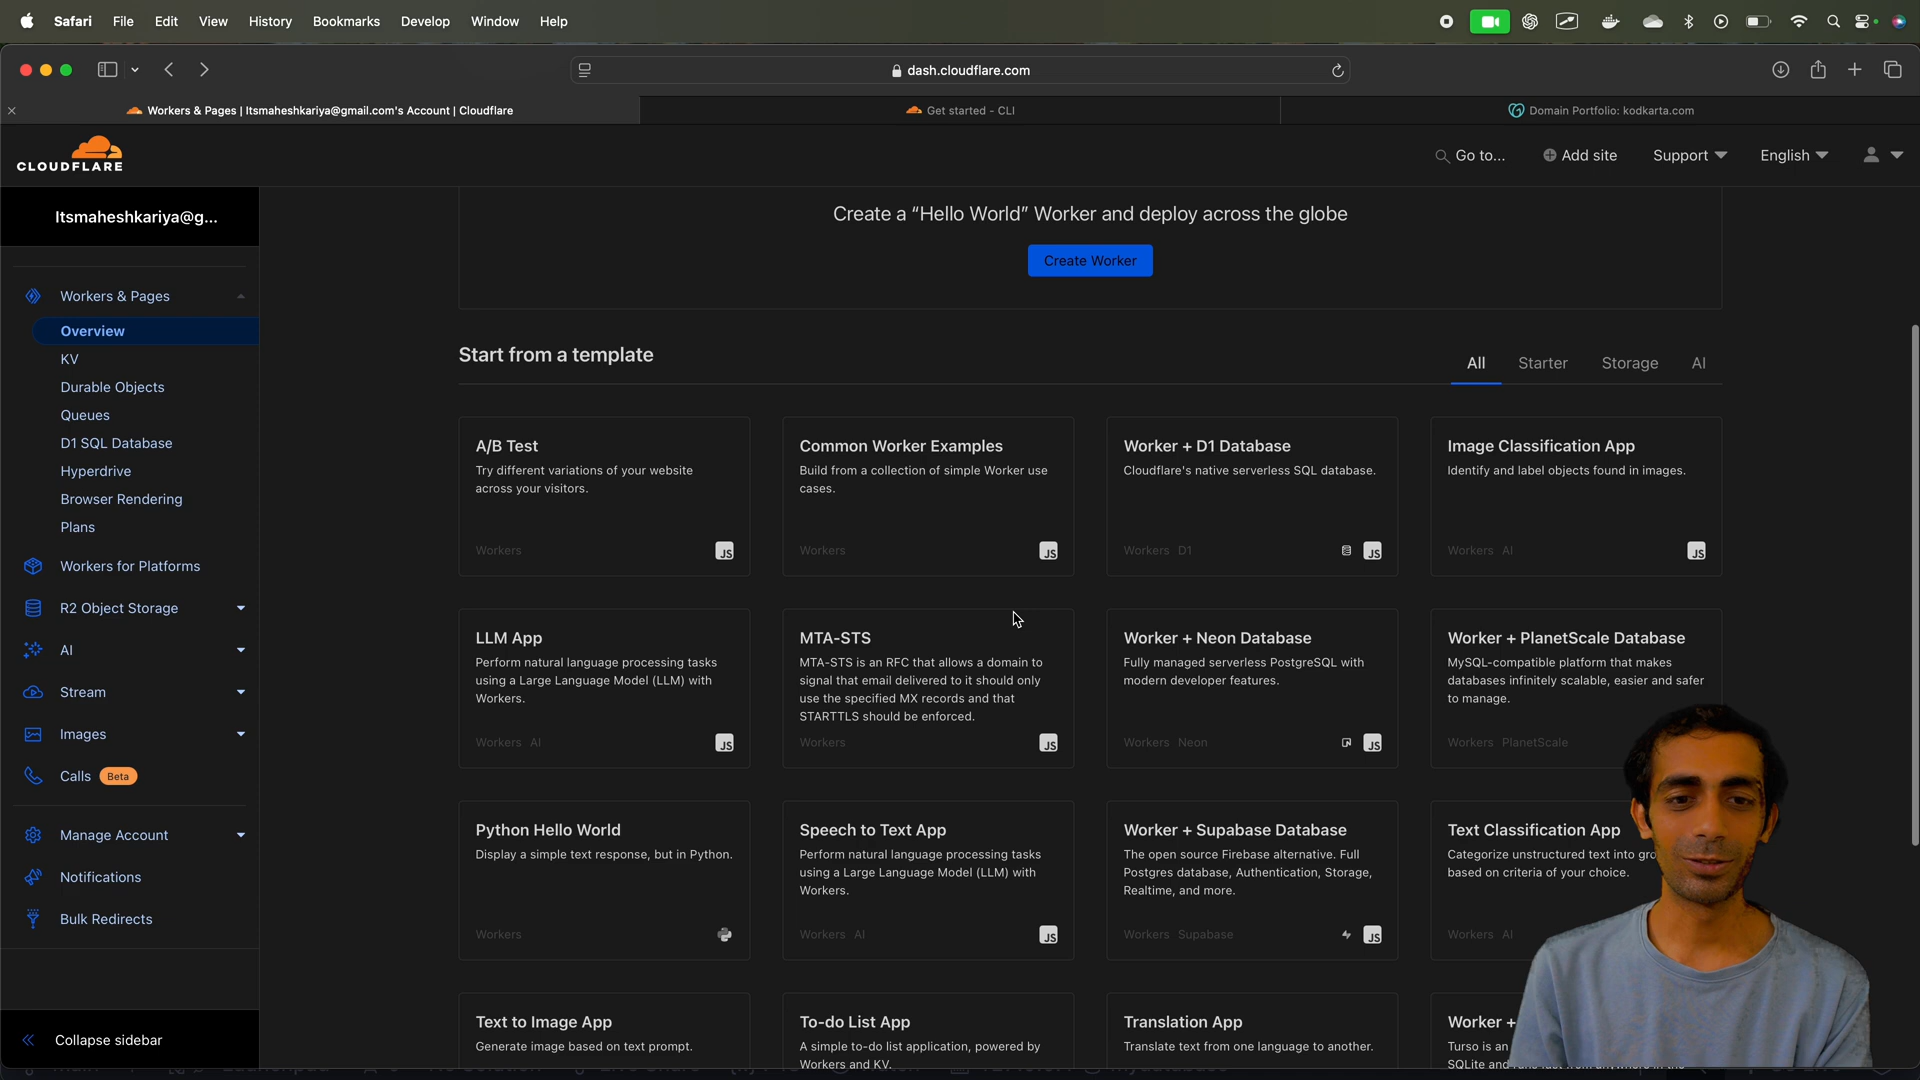 Safari File Edit View History Bookmarks Develop Window Help
dash.cloudflare.com
Workers & Pages | Itsmaheshkariya@gmail.com's Account | Cloudflare
Get started - CLI
Domain Portfolio: kodkarta.com
CLOUDFLARE
Go to...
Add site
Support
English
Itsmaheshkariya@g...
Workers & Pages
Overview
KV
Durable Objects
Queues
D1 SQL Database
Hyperdrive
Browser Rendering
Plans
Workers for Platforms
R2 Object Storage
AI
Stream
Images
Calls Beta
Manage Account
Notifications
Bulk Redirects
Collapse sidebar
Create a “Hello World” Worker and deploy across the globe
Create Worker
Start from a template
All Starter Storage AI
A/B Test
Try different variations of your website
across your visitors.
Workers
JS
Common Worker Examples
Build from a collection of simple Worker use
cases.
Workers
JS
Worker + D1 Database
Cloudflare's native serverless SQL database.
Workers D1
JS
Image Classification App
Identify and label objects found in images.
Workers AI
JS
LLM App
Perform natural language processing tasks
using a Large Language Model (LLM) with
Workers.
Workers AI
JS
MTA-STS
MTA-STS is an RFC that allows a domain to
signal that email delivered to it should only
use the specified MX records and that
STARTTLS should be enforced.
Workers
JS
Worker + Neon Database
Fully managed serverless PostgreSQL with
modern developer features.
Workers Neon
JS
Worker + PlanetScale Database
MySQL-compatible platform that makes
databases infinitely scalable, easier and safer
to manage.
Workers PlanetScale
Python Hello World
Display a simple text response, but in Python.
Workers
Speech to Text App
Perform natural language processing tasks
using a Large Language Model (LLM) with
Workers.
Workers AI
JS
Worker + Supabase Database
The open source Firebase alternative. Full
Postgres database, Authentication, Storage,
Realtime, and more.
Workers Supabase
JS
Text Classification App
Categorize unstructured text into
based on criteria of your choice.
Workers AI
Text to Image App
Generate image based on text prompt.
To-do List App
A simple to-do list application, powered by
Workers and KV.
Translation App
Translate text from one language to another.
Worker +
Turso is an
SQLite and